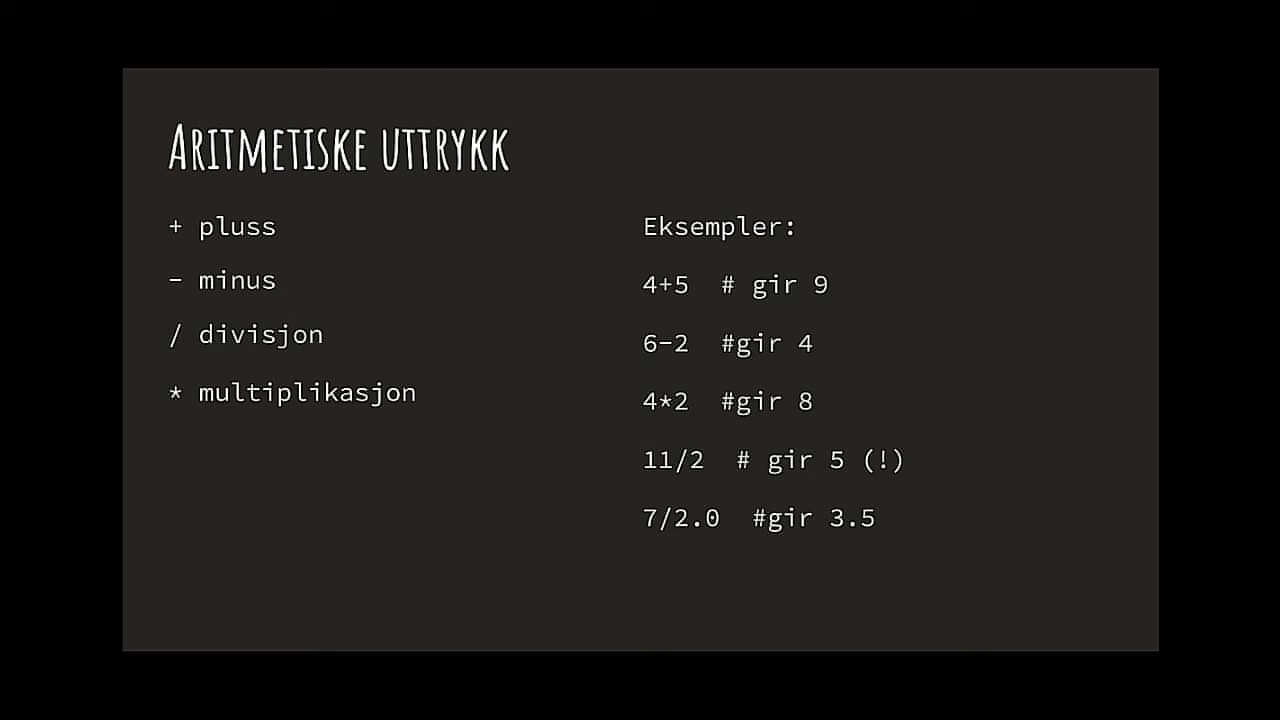 Aritmetiske uttrykk
+ pluss
- minus
/ divisjon
* multiplikasjon
Eksempler:
4+5  # gir 9
6-2  #gir 4
4*2  #gir 8
11/2  # gir 5 (!)
7/2.0  #gir 3.5